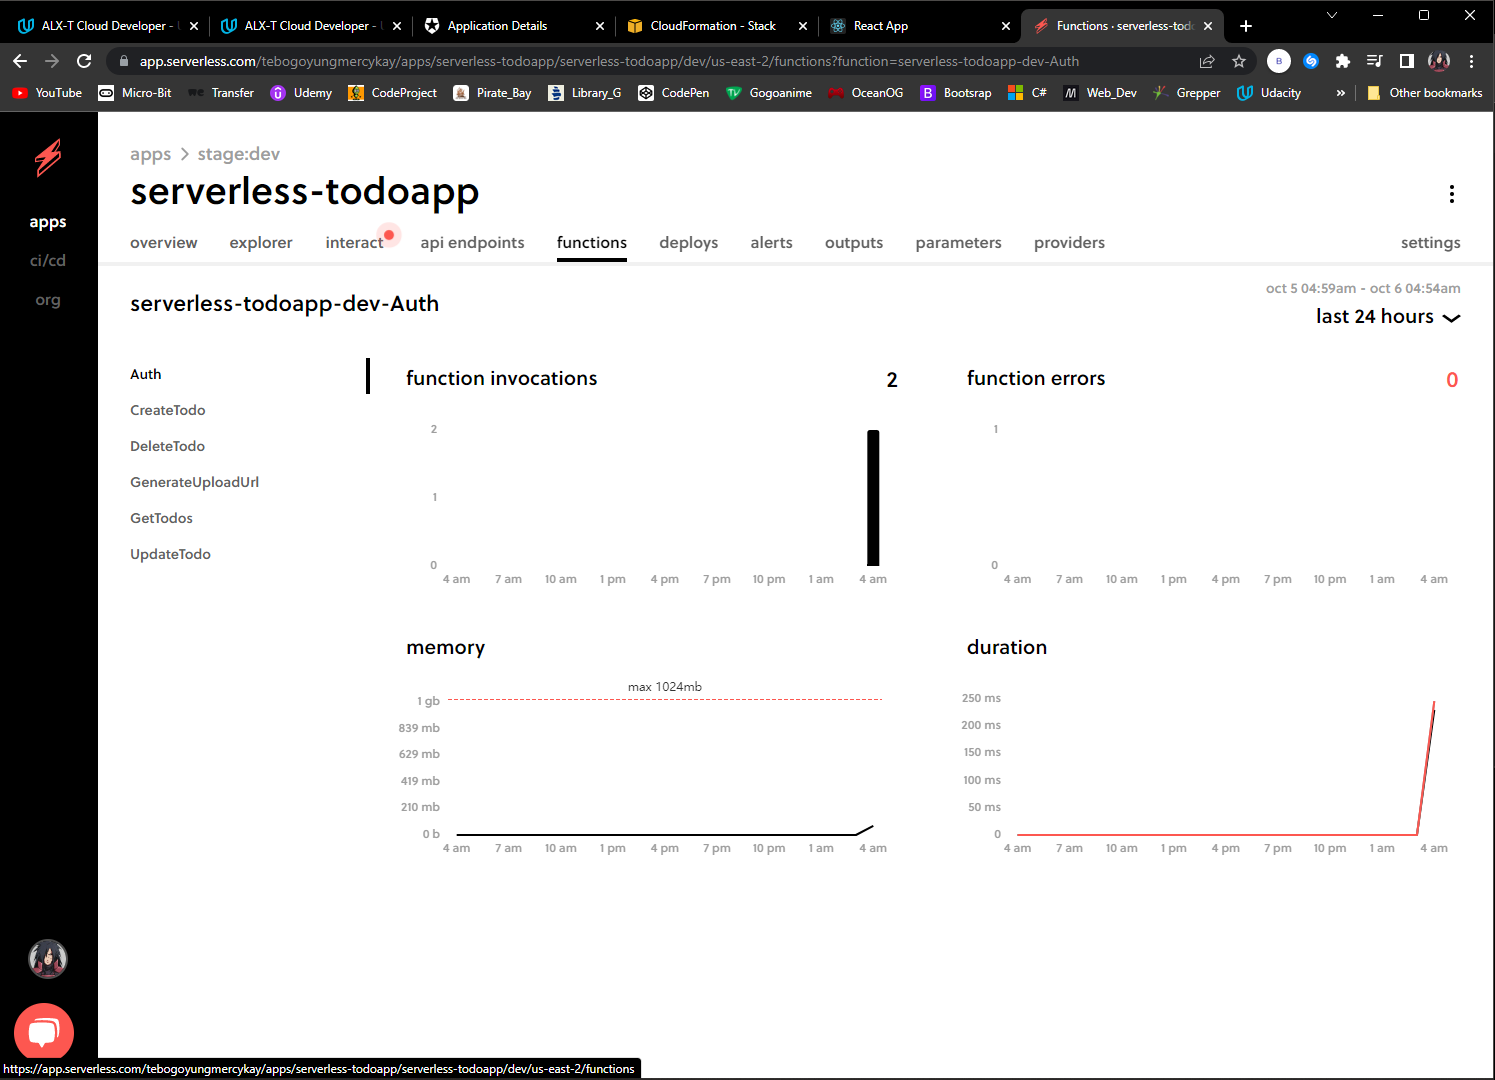 ALX-T Cloud Developer -
ALX-T Cloud Developer -
Application Details
CloudFormation - Stack
React App
Functions · serverless-todo
app.serverless.com/tebogoyungmercykay/apps/serverless-todoapp/serverless-todoapp/dev/us-east-2/functions?function=serverless-todoapp-dev-Auth
YouTube Micro-Bit we Transfer Udemy CodeProject Pirate_Bay Library_G CodePen Gogoanime OceanOG Bootsrap C# Web_Dev Grepper Udacity » Other bookmarks
apps > stage:dev
serverless-todoapp
overview explorer interact api endpoints functions deploys alerts outputs parameters providers settings
apps
ci/cd
org
oct 5 04:59am - oct 6 04:54am
serverless-todoapp-dev-Auth
last 24 hours
Auth
CreateTodo
DeleteTodo
GenerateUploadUrl
GetTodos
UpdateTodo
function invocations 2
2
1
0
4 am 7 am 10 am 1 pm 4 pm 7 pm 10 pm 1 am 4 am
function errors 0
1
0
4 am 7 am 10 am 1 pm 4 pm 7 pm 10 pm 1 am 4 am
memory
max 1024mb
1 gb
839 mb
629 mb
419 mb
210 mb
0 b
4 am 7 am 10 am 1 pm 4 pm 7 pm 10 pm 1 am 4 am
duration
250 ms
200 ms
150 ms
100 ms
50 ms
0
4 am 7 am 10 am 1 pm 4 pm 7 pm 10 pm 1 am 4 am
https://app.serverless.com/tebogoyungmercykay/apps/serverless-todoapp/serverless-todoapp/dev/us-east-2/functions